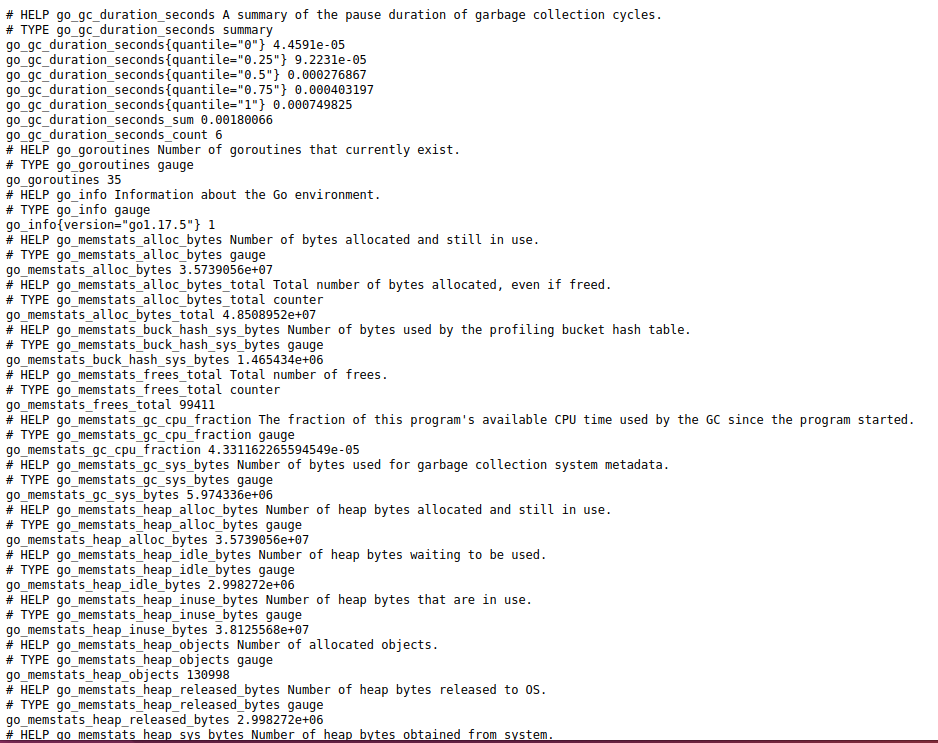 # HELP go_gc_duration_seconds A summary of the pause duration of garbage collection cycles.
# TYPE go_gc_duration_seconds summary
go_gc_duration_seconds{quantile="0"} 4.4591e-05
go_gc_duration_seconds{quantile="0.25"} 9.2231e-05
go_gc_duration_seconds{quantile="0.5"} 0.000276867
go_gc_duration_seconds{quantile="0.75"} 0.000403197
go_gc_duration_seconds{quantile="1"} 0.000749825
go_gc_duration_seconds_sum 0.00180066
go_gc_duration_seconds_count 6
# HELP go_goroutines Number of goroutines that currently exist.
# TYPE go_goroutines gauge
go_goroutines 35
# HELP go_info Information about the Go environment.
# TYPE go_info gauge
go_info{version="go1.17.5"} 1
# HELP go_memstats_alloc_bytes Number of bytes allocated and still in use.
# TYPE go_memstats_alloc_bytes gauge
go_memstats_alloc_bytes 3.5739056e+07
# HELP go_memstats_alloc_bytes_total Total number of bytes allocated, even if freed.
# TYPE go_memstats_alloc_bytes_total counter
go_memstats_alloc_bytes_total 4.8508952e+07
# HELP go_memstats_buck_hash_sys_bytes Number of bytes used by the profiling bucket hash table.
# TYPE go_memstats_buck_hash_sys_bytes gauge
go_memstats_buck_hash_sys_bytes 1.465434e+06
# HELP go_memstats_frees_total Total number of frees.
# TYPE go_memstats_frees_total counter
go_memstats_frees_total 99411
# HELP go_memstats_gc_cpu_fraction The fraction of this program's available CPU time used by the GC since the program started.
# TYPE go_memstats_gc_cpu_fraction gauge
go_memstats_gc_cpu_fraction 4.331162265594549e-05
# HELP go_memstats_gc_sys_bytes Number of bytes used for garbage collection system metadata.
# TYPE go_memstats_gc_sys_bytes gauge
go_memstats_gc_sys_bytes 5.974336e+06
# HELP go_memstats_heap_alloc_bytes Number of heap bytes allocated and still in use.
# TYPE go_memstats_heap_alloc_bytes gauge
go_memstats_heap_alloc_bytes 3.5739056e+07
# HELP go_memstats_heap_idle_bytes Number of heap bytes waiting to be used.
# TYPE go_memstats_heap_idle_bytes gauge
go_memstats_heap_idle_bytes 2.998272e+06
# HELP go_memstats_heap_inuse_bytes Number of heap bytes that are in use.
# TYPE go_memstats_heap_inuse_bytes gauge
go_memstats_heap_inuse_bytes 3.8125568e+07
# HELP go_memstats_heap_objects Number of allocated objects.
# TYPE go_memstats_heap_objects gauge
go_memstats_heap_objects 130998
# HELP go_memstats_heap_released_bytes Number of heap bytes released to OS.
# TYPE go_memstats_heap_released_bytes gauge
go_memstats_heap_released_bytes 2.998272e+06
# HELP go_memstats_heap_sys_bytes Number of heap bytes obtained from system.